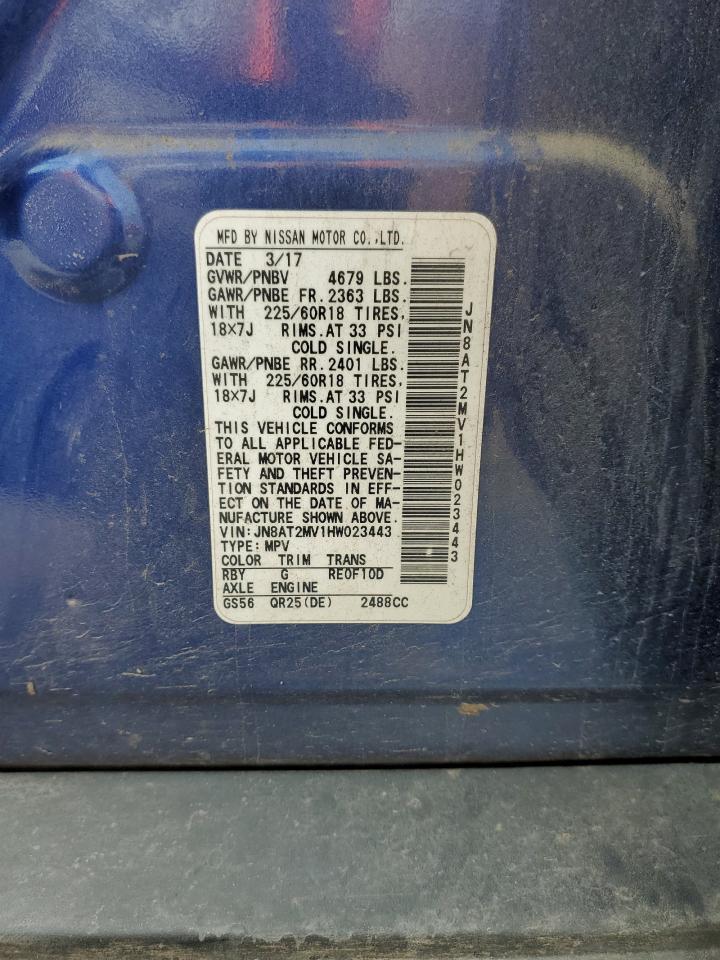 MFD BY NISSAN MOTOR CO.,LTD.
DATE 3/17
GVWR/PNBV 4679 LBS.
GAWR/PNBE FR. 2363 LBS.
WITH 225/60R18 TIRES,
18×7J RIMS.AT 33 PSI
COLD SINGLE.
GAWR/PNBE RR. 2401 LBS.
WITH 225/60R18 TIRES,
18×7J RIMS.AT 33 PSI
COLD SINGLE.
THIS VEHICLE CONFORMS
TO ALL APPLICABLE FED-
ERAL MOTOR VEHICLE SA-
FETY AND THEFT PREVEN-
TION STANDARDS IN EFF-
ECT ON THE DATE OF MA-
NUFACTURE SHOWN ABOVE.
VIN:JN8AT2MV1HW023443
TYPE:MPV
COLOR TRIM TRANS
RBY G RE0F10D
AXLE ENGINE
GS56 QR25(DE) 2488CC
JN8AT2MV1HW023443